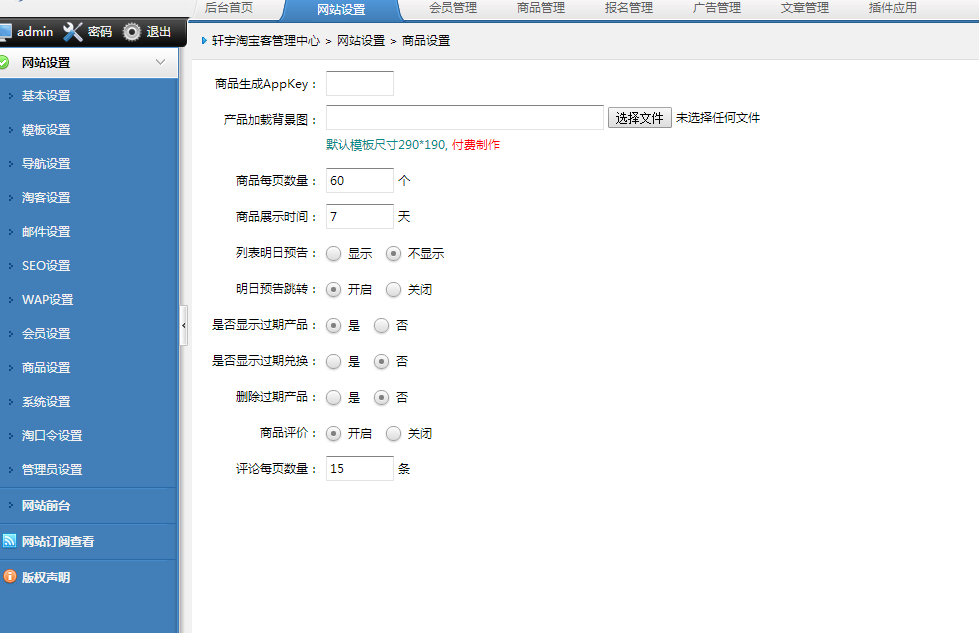 后台首页 网站设置 会员管理 商品管理 报名管理 广告管理 文章管理 插件应用
admin 密码 退出
轩宇淘宝客管理中心 > 网站设置 > 商品设置
网站设置
基本设置
模板设置
导航设置
淘客设置
邮件设置
SEO设置
WAP设置
会员设置
商品设置
系统设置
淘口令设置
管理员设置
网站前台
网站订阅查看
版权声明
商品生成AppKey：
产品加载背景图： 选择文件 未选择任何文件
默认模板尺寸290*190, 付费制作
商品每页数量： 60 个
商品展示时间： 7 天
列表明日预告： 显示 不显示
明日预告跳转： 开启 关闭
是否显示过期产品： 是 否
是否显示过期兑换： 是 否
删除过期产品： 是 否
商品评价： 开启 关闭
评论每页数量： 15 条